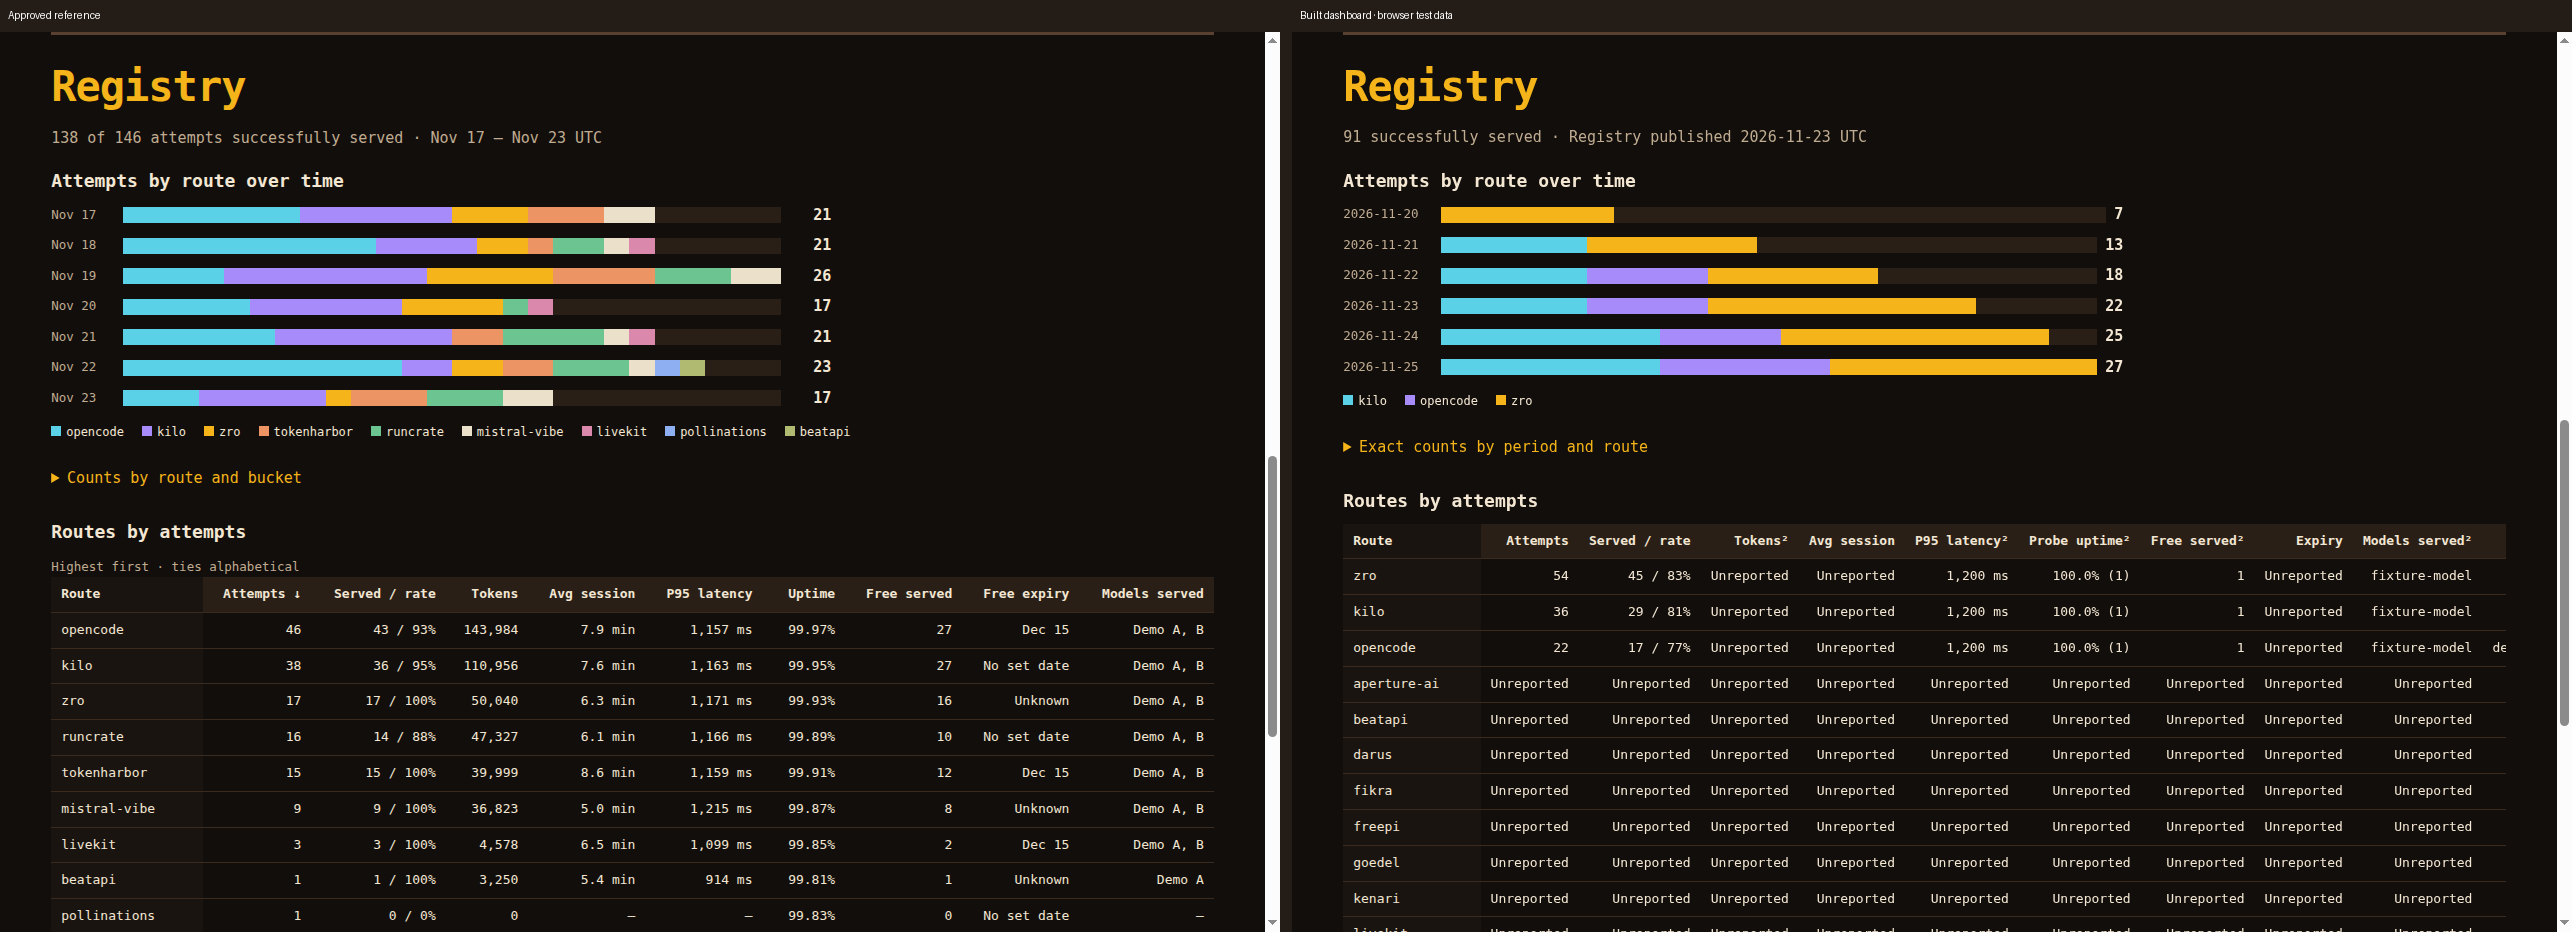 Approved reference
Registry
138 of 146 attempts successfully served · Nov 17 — Nov 23 UTC
Attempts by route over time
Nov 17 21
Nov 18 21
Nov 19 26
Nov 20 17
Nov 21 21
Nov 22 23
Nov 23 17
opencode kilo zro tokenharbor runcrate mistral-vibe livekit pollinations beatapi
▶ Counts by route and bucket
Routes by attempts
Highest first · ties alphabetical
Route Attempts ↓ Served / rate Tokens Avg session P95 latency Uptime Free served Free expiry Models served
opencode 46 43 / 93% 143,984 7.9 min 1,157 ms 99.97% 27 Dec 15 Demo A, B
kilo 38 36 / 95% 110,956 7.6 min 1,163 ms 99.95% 27 No set date Demo A, B
zro 17 17 / 100% 50,040 6.3 min 1,171 ms 99.93% 16 Unknown Demo A, B
runcrate 16 14 / 88% 47,327 6.1 min 1,166 ms 99.89% 10 No set date Demo A, B
tokenharbor 15 15 / 100% 39,999 8.6 min 1,159 ms 99.91% 12 Dec 15 Demo A, B
mistral-vibe 9 9 / 100% 36,823 5.0 min 1,215 ms 99.87% 8 Unknown Demo A, B
livekit 3 3 / 100% 4,578 6.5 min 1,099 ms 99.85% 2 Dec 15 Demo A, B
beatapi 1 1 / 100% 3,250 5.4 min 914 ms 99.81% 1 Unknown Demo A
pollinations 1 0 / 0% 0 — — 99.83% 0 No set date —
Built dashboard · browser test data
Registry
91 successfully served · Registry published 2026-11-23 UTC
Attempts by route over time
2026-11-20 7
2026-11-21 13
2026-11-22 18
2026-11-23 22
2026-11-24 25
2026-11-25 27
kilo opencode zro
▶ Exact counts by period and route
Routes by attempts
Route Attempts Served / rate Tokens² Avg session P95 latency² Probe uptime² Free served² Expiry Models served²
zro 54 45 / 83% Unreported Unreported 1,200 ms 100.0% (1) 1 Unreported fixture-model
kilo 36 29 / 81% Unreported Unreported 1,200 ms 100.0% (1) 1 Unreported fixture-model
opencode 22 17 / 77% Unreported Unreported 1,200 ms 100.0% (1) 1 Unreported fixture-model de
aperture-ai Unreported Unreported Unreported Unreported Unreported Unreported Unreported Unreported Unreported
beatapi Unreported Unreported Unreported Unreported Unreported Unreported Unreported Unreported Unreported
darus Unreported Unreported Unreported Unreported Unreported Unreported Unreported Unreported Unreported
fikra Unreported Unreported Unreported Unreported Unreported Unreported Unreported Unreported Unreported
freepi Unreported Unreported Unreported Unreported Unreported Unreported Unreported Unreported Unreported
goedel Unreported Unreported Unreported Unreported Unreported Unreported Unreported Unreported Unreported
kenari Unreported Unreported Unreported Unreported Unreported Unreported Unreported Unreported Unreported